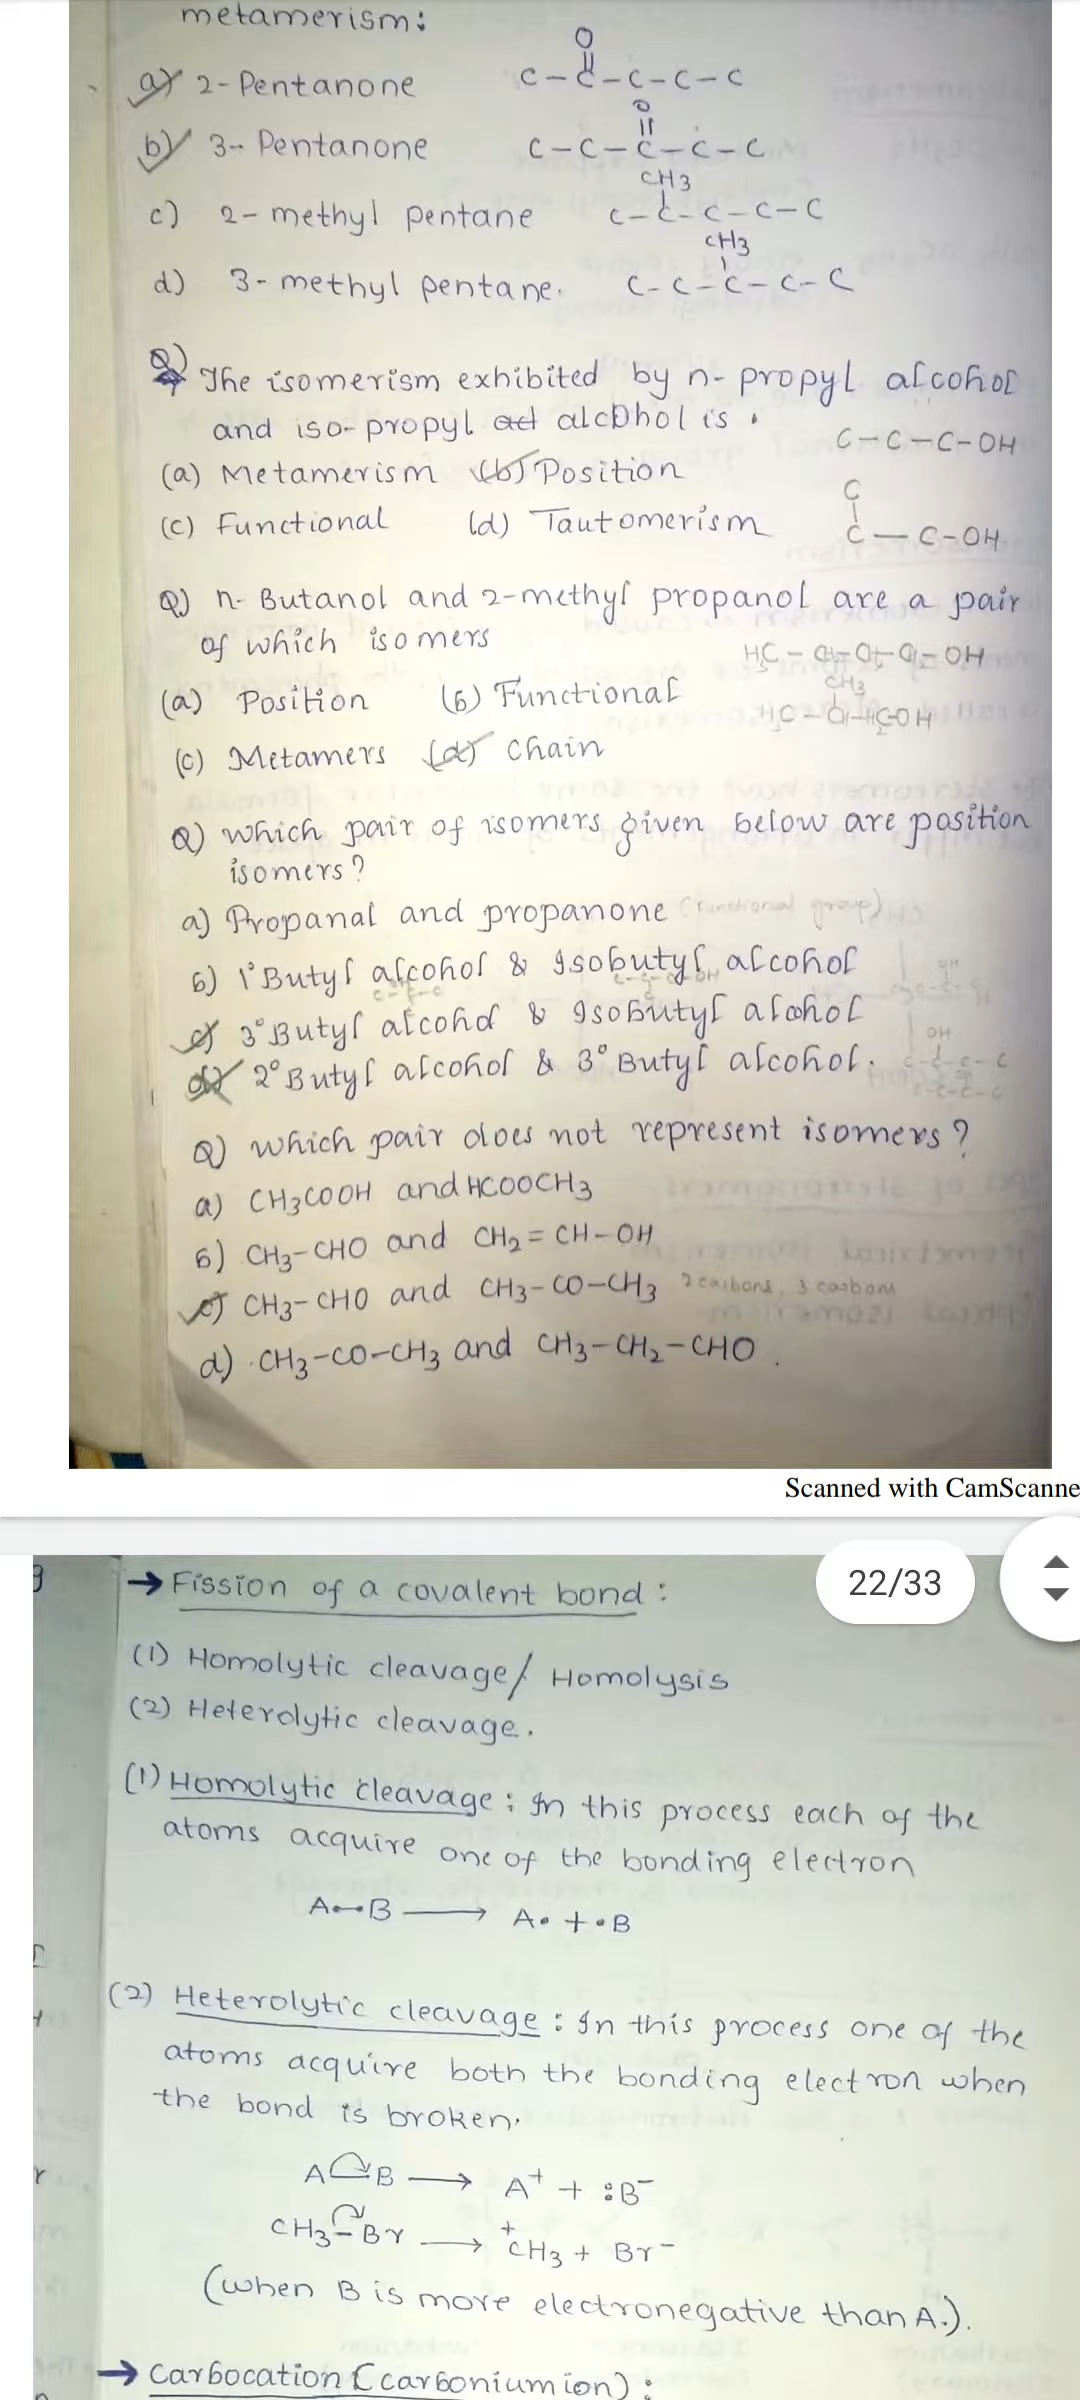 metamerism:
O
a) 2-Pentanone C-C-C-C-C
O
b) 3-Pentanone C-C-C-C-C
CH3
c) 2-methyl pentane C-C-C-C-C
CH3
d) 3-methyl pentane. C-C-C-C-C
Q) The isomerism exhibited by n-propyl alcohol
and iso-propyl alcohol is.
C-C-C-OH
(a) Metamerism (b) Position
C
(c) Functional (d) Tautomerism C-C-OH
Q) n-Butanol and 2-methyl propanol are a pair
of which isomers
(a) Position (b) Functional
CH3
(c) Metamers (d) chain
Q) which pair of isomers given below are position
isomers?
a) Propanal and propanone (functional group)
b) 1° Butyl alcohol & Isobutyl alcohol
c) 3° Butyl alcohol & Isobutyl alcohol
d) 2° Butyl alcohol & 3° Butyl alcohol.
Q) which pair does not represent isomers?
a) CH3COOH and HCOOCH3
b) CH3-CHO and CH2=CH-OH
c) CH3-CHO and CH3-CO-CH3 2 carbons, 3 carbons
d) CH3-CO-CH3 and CH3-CH2-CHO.
Scanned with CamScanne
→ Fission of a covalent bond: 22/33
(1) Homolytic cleavage/ Homolysis
(2) Heterolytic cleavage.
(1) Homolytic cleavage: In this process each of the
atoms acquire one of the bonding electron
A•—•B → A• + •B
(2) Heterolytic cleavage: In this process one of the
atoms acquire both the bonding electron when
the bond is broken.
A B → A+ + :B-
CH3-Br → +CH3 + Br-
(when B is more electronegative than A.).
→ Carbocation (carbonium ion):